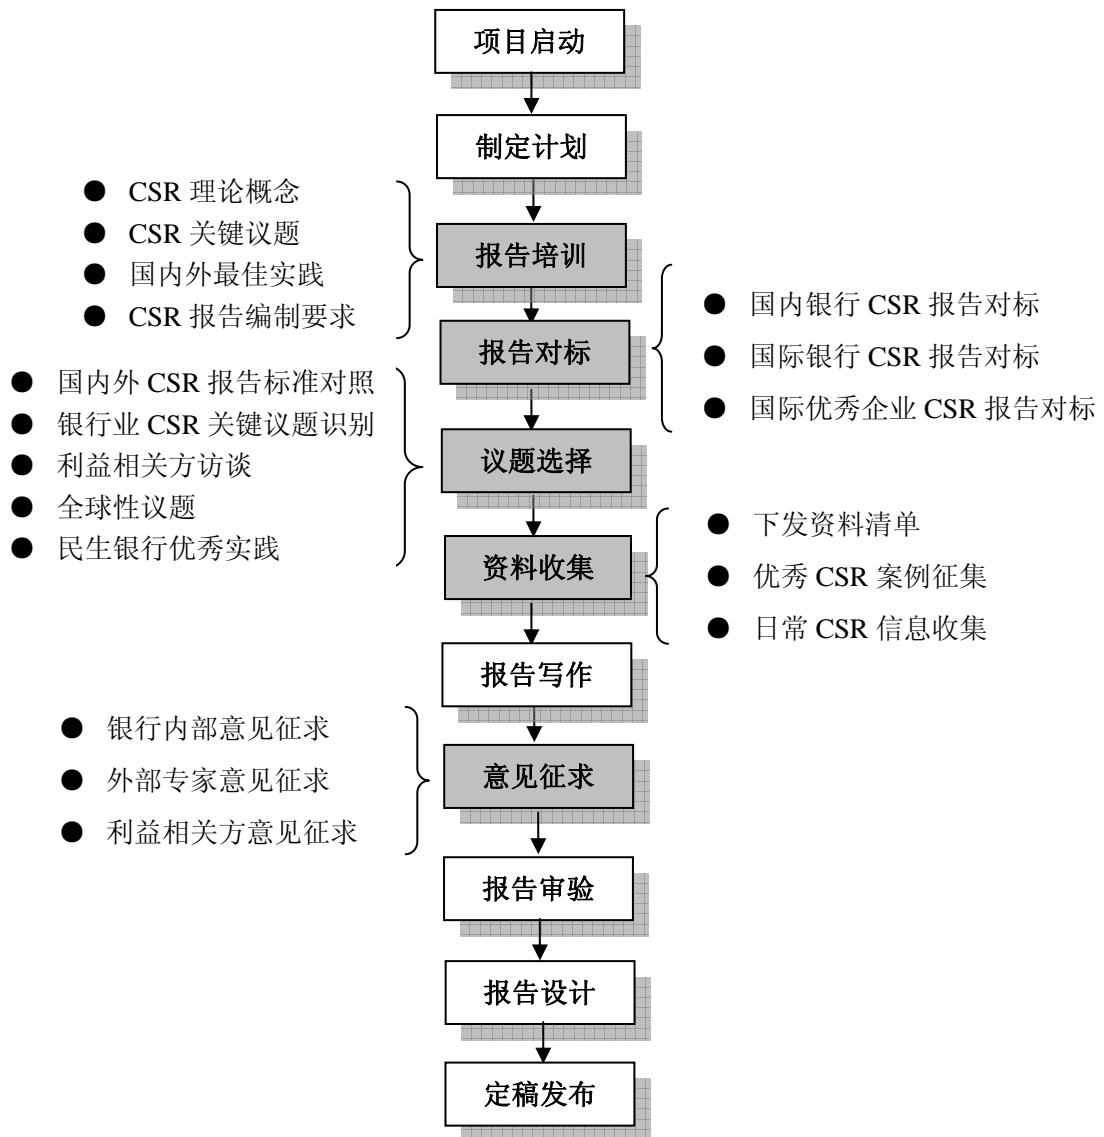 项目启动
制定计划
● CSR 理论概念
● CSR 关键议题
● 国内外最佳实践
● CSR 报告编制要求
报告培训
报告对标
● 国内银行 CSR 报告对标
● 国际银行 CSR 报告对标
● 国际优秀企业 CSR 报告对标
● 国内外 CSR 报告标准对照
● 银行业 CSR 关键议题识别
● 利益相关方访谈
● 全球性议题
● 民生银行优秀实践
议题选择
资料收集
● 下发资料清单
● 优秀 CSR 案例征集
● 日常 CSR 信息收集
报告写作
● 银行内部意见征求
● 外部专家意见征求
● 利益相关方意见征求
意见征求
报告审验
报告设计
定稿发布